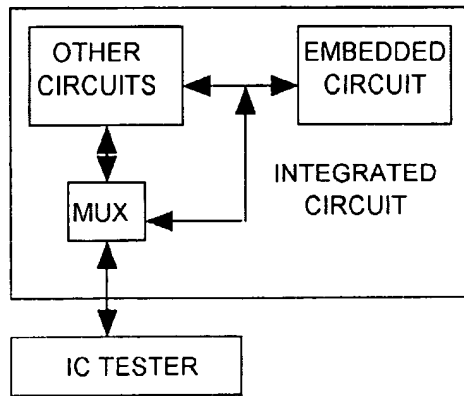 OTHER
CIRCUITS
EMBEDDED
CIRCUIT
MUX
INTEGRATED
CIRCUIT
IC TESTER